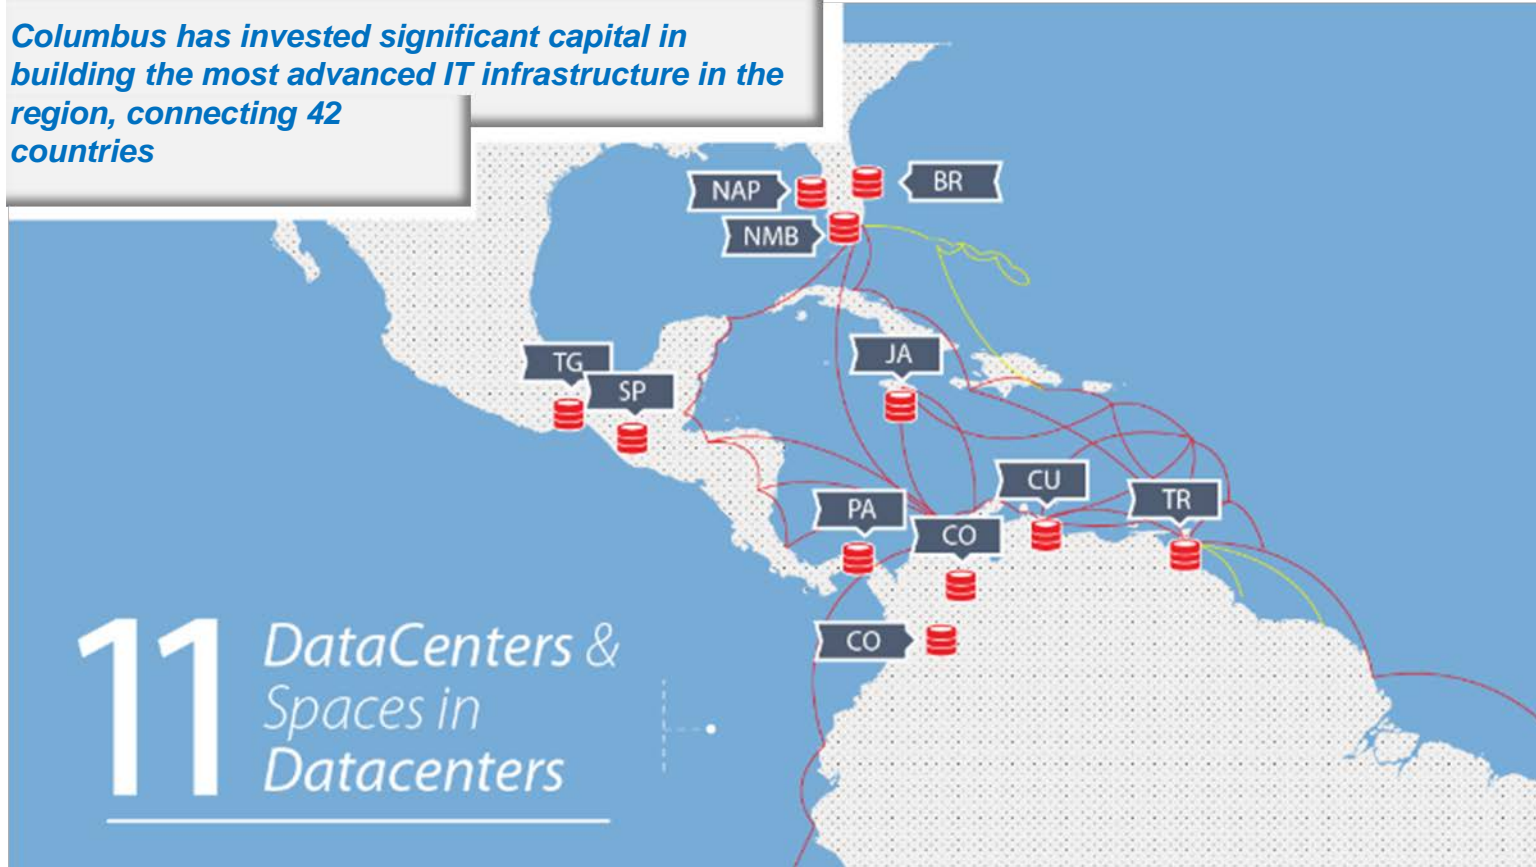 Columbus has invested significant capital in
building the most advanced IT infrastructure in the
region, connecting 42
countries
NAP
BR
NMB
TG
JA
SP
CU
PA
TR
CO
CO
11
DataCenters &
Spaces in
Datacenters